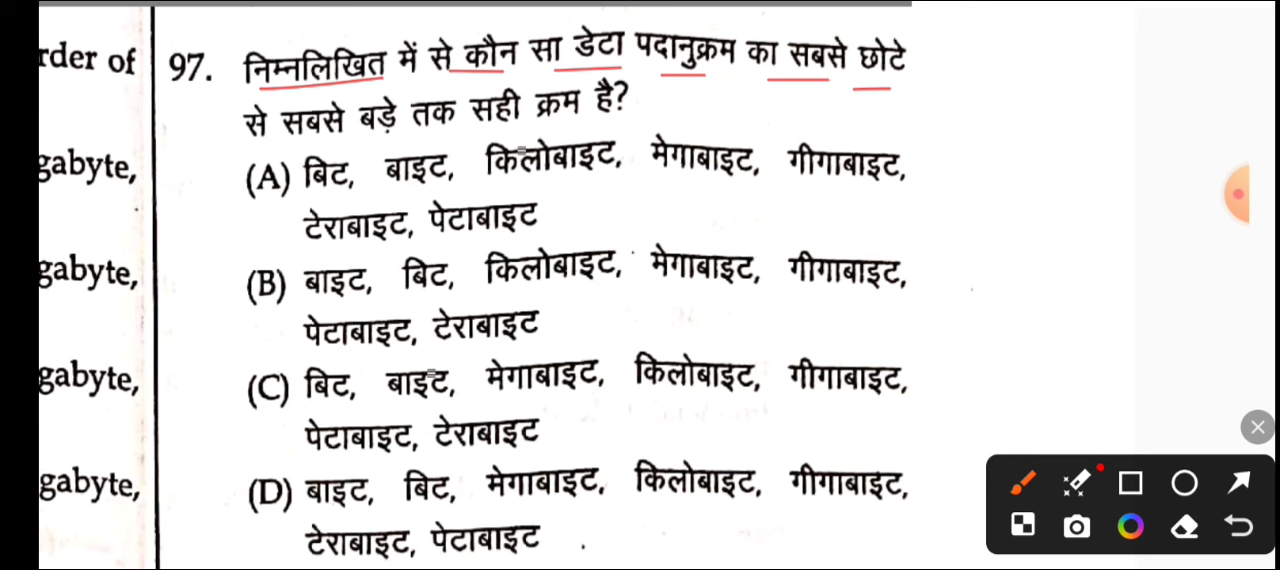 rder of
97. निम्नलिखित में से कौन सा डेटा पदानुक्रम का सबसे छोटे
से सबसे बड़े तक सही क्रम है?
gabyte,
(A) बिट, बाइट, किलोबाइट, मेगाबाइट, गीगाबाइट,
टेराबाइट, पेटाबाइट
gabyte,
(B) बाइट, बिट, किलोबाइट, मेगाबाइट, गीगाबाइट,
पेटाबाइट, टेराबाइट
gabyte,
(C) बिट, बाइट, मेगाबाइट, किलोबाइट, गीगाबाइट,
पेटाबाइट, टेराबाइट
gabyte,
(D) बाइट, बिट, मेगाबाइट, किलोबाइट, गीगाबाइट,
टेराबाइट, पेटाबाइट